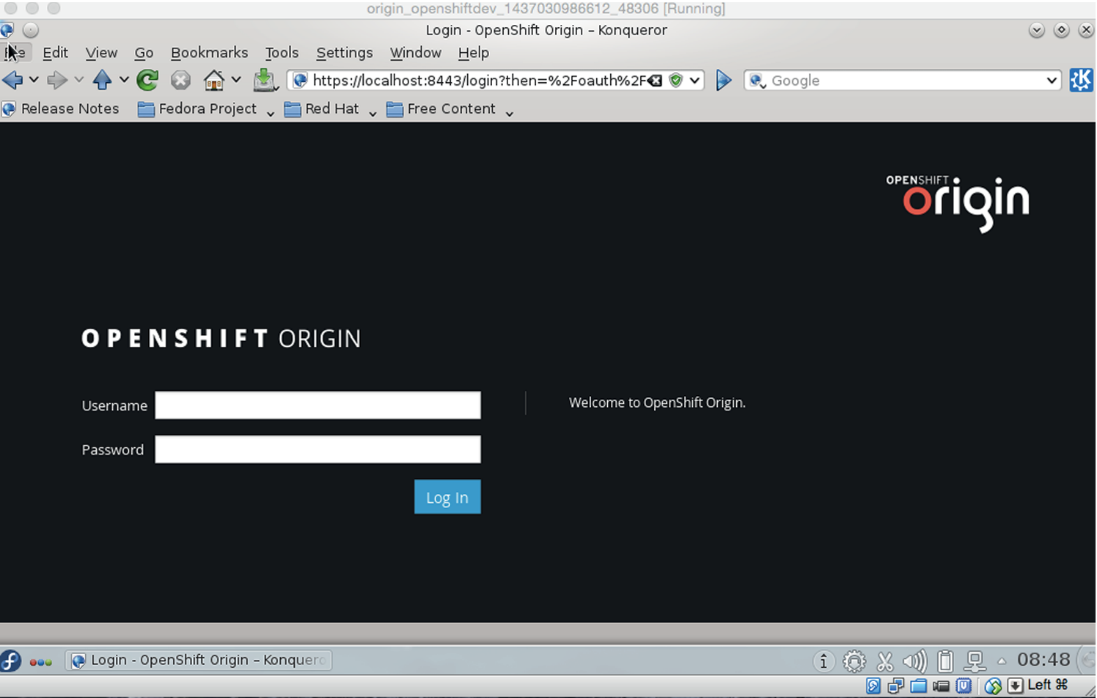 origin_openshiftdev_1437030986612_48306 [Running]
Login - OpenShift Origin – Konqueror
Edit View Go Bookmarks Tools Settings Window Help
https://localhost:8443/login?then=%2Foauth%2F Google
Release Notes Fedora Project Red Hat Free Content
OPENSHIFT
origin
OPENSHIFT ORIGIN
Username
Welcome to OpenShift Origin.
Password
Log In
Login - OpenShift Origin – Konquero 08:48
Left ⌘